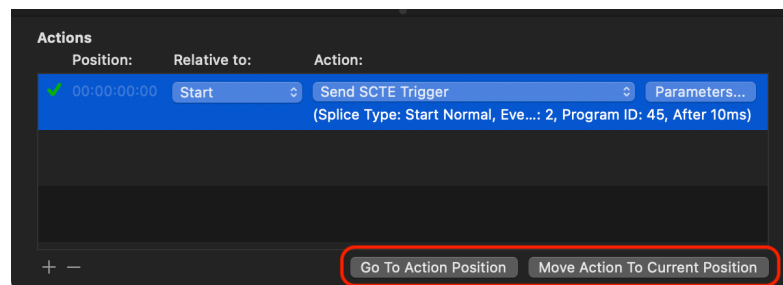 Actions
Position: Relative to: Action:
00:00:00:00 Start Send SCTE Trigger Parameters...
(Splice Type: Start Normal, Eve...: 2, Program ID: 45, After 10ms)
+ − Go To Action Position Move Action To Current Position